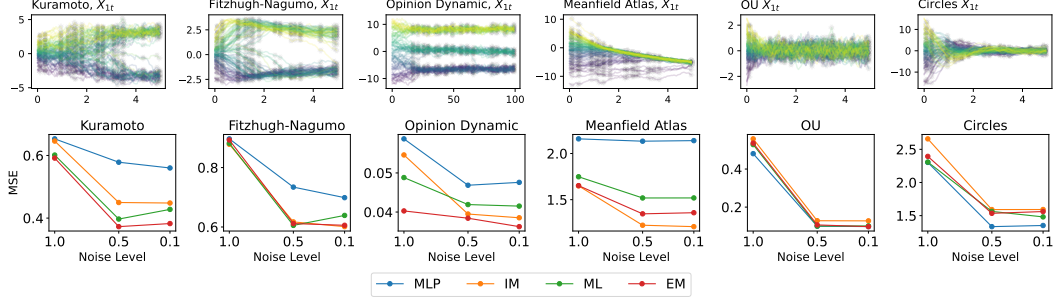 Kuramoto, X1t
Fitzhugh-Nagumo, X1t
Opinion Dynamic, X1t
Meanfield Atlas, X1t
OU, X1t
Circles, X1t
5
0
−5
0 2 4
2.5
0.0
−2.5
0 2 4
10
0
−10
0 50 100
10
0
−10
0 2 4
2
0
−2
0 2 4
10
0
−10
0 2 4
Kuramoto
Fitzhugh-Nagumo
Opinion Dynamic
Meanfield Atlas
OU
Circles
MSE
0.6
0.4
1.0 0.5 0.1
Noise Level
0.8
0.6
1.0 0.5 0.1
Noise Level
0.05
0.04
1.0 0.5 0.1
Noise Level
2.0
1.5
1.0 0.5 0.1
Noise Level
0.4
0.2
1.0 0.5 0.1
Noise Level
2.5
2.0
1.5
1.0 0.5 0.1
Noise Level
MLP IM ML EM